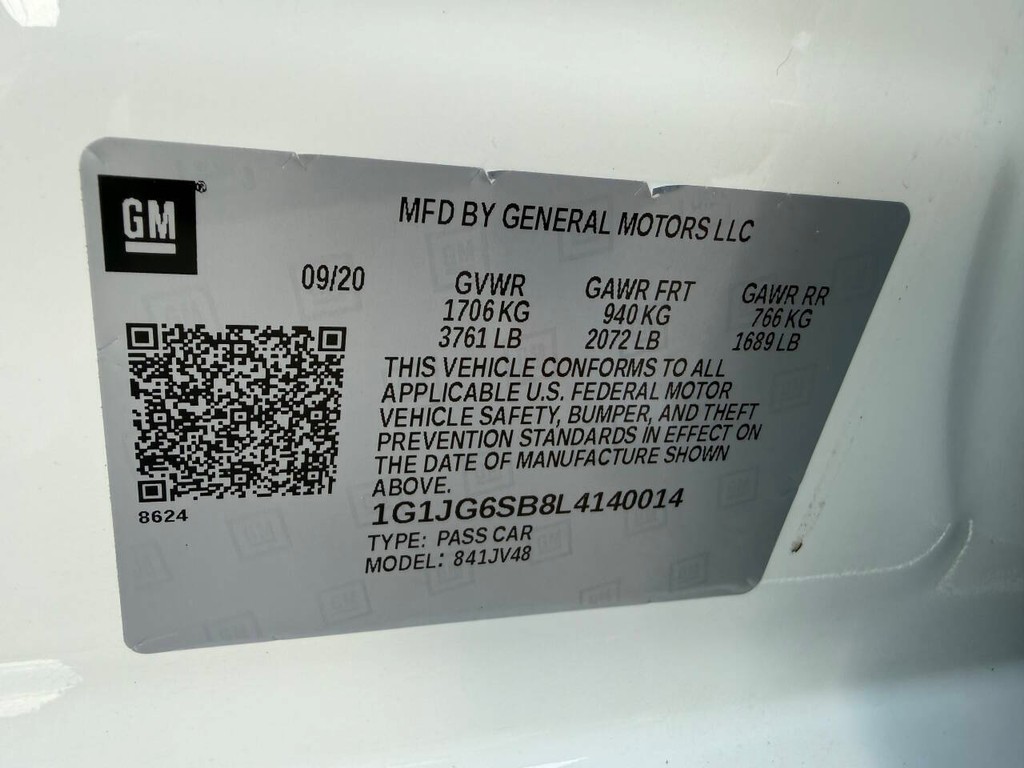 GM
MFD BY GENERAL MOTORS LLC
09/20 GVWR GAWR FRT GAWR RR
1706 KG 940 KG 766 KG
3761 LB 2072 LB 1689 LB
THIS VEHICLE CONFORMS TO ALL
APPLICABLE U.S. FEDERAL MOTOR
VEHICLE SAFETY, BUMPER, AND THEFT
PREVENTION STANDARDS IN EFFECT ON
THE DATE OF MANUFACTURE SHOWN
ABOVE.
8624
1G1JG6SB8L4140014
TYPE: PASS CAR
MODEL: 841JV48